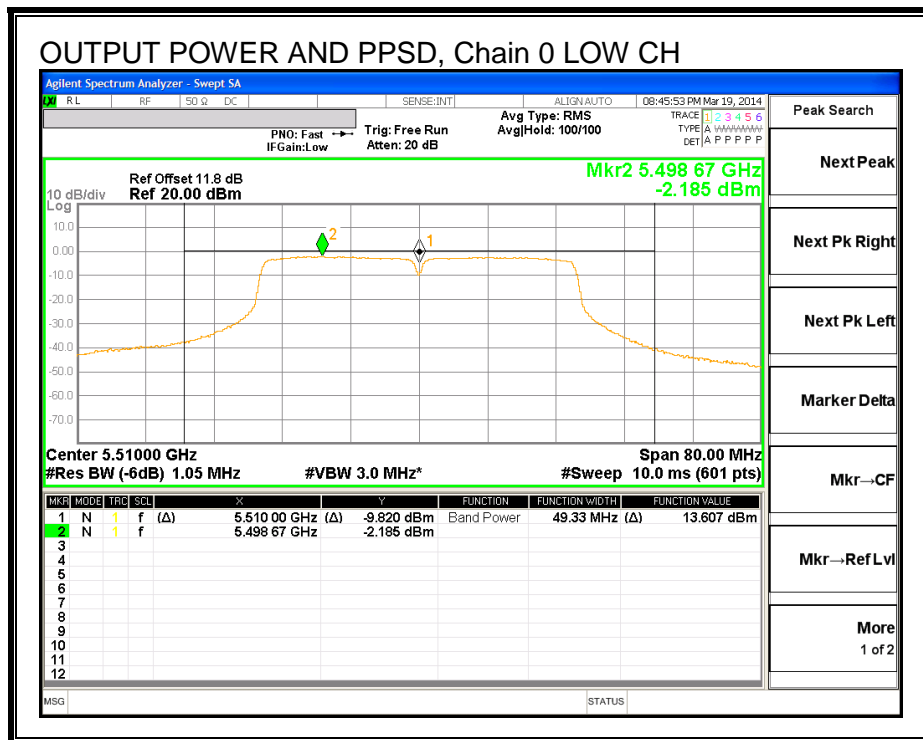 OUTPUT POWER AND PPSD, Chain 0 LOW CH
Agilent Spectrum Analyzer - Swept SA
LXI RL RF 50 Ω DC SENSE:INT ALIGNAUTO 08:45:53 PM Mar 19, 2014
PNO: Fast
IFGain:Low
Trig: Free Run
Atten: 20 dB
Avg Type: RMS
Avg|Hold: 100/100
TRACE 1 2 3 4 5 6
TYPE A WWWWW
DET A P P P P P
Peak Search
Next Peak
Next Pk Right
Next Pk Left
Marker Delta
Mkr→CF
Mkr→Ref Lvl
More
1 of 2
Mkr2 5.498 67 GHz
-2.185 dBm
Ref Offset 11.8 dB
10 dB/div Ref 20.00 dBm
Log
10.0
0.00
-10.0
-20.0
-30.0
-40.0
-50.0
-60.0
-70.0
2
1
Center 5.51000 GHz Span 80.00 MHz
#Res BW (-6dB) 1.05 MHz #VBW 3.0 MHz* #Sweep 10.0 ms (601 pts)
MKR MODE TRC SCL X Y FUNCTION FUNCTION WIDTH FUNCTION VALUE
1 N 1 f (Δ) 5.510 00 GHz (Δ) -9.820 dBm Band Power 49.33 MHz (Δ) 13.607 dBm
2 N 1 f 5.498 67 GHz -2.185 dBm
3
4
5
6
7
8
9
10
11
12
MSG STATUS